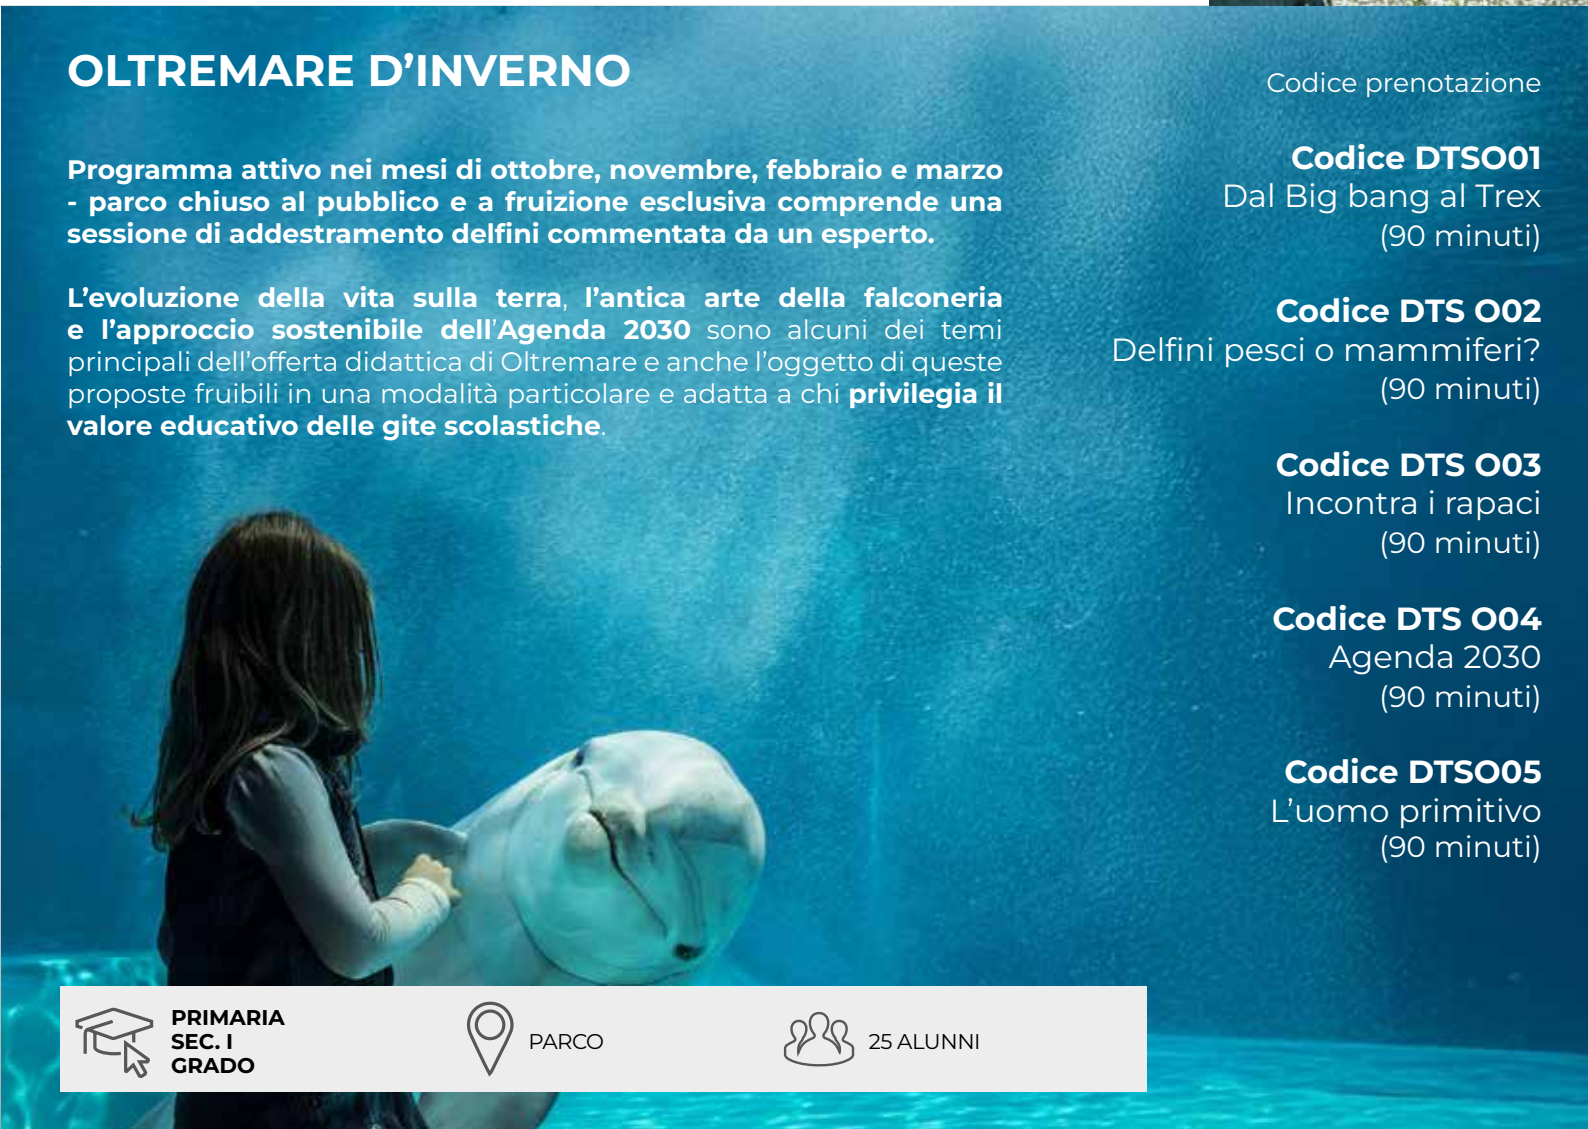 OLTREMARE D’INVERNO
Programma attivo nei mesi di ottobre, novembre, febbraio e marzo
- parco chiuso al pubblico e a fruizione esclusiva comprende una
sessione di addestramento delfini commentata da un esperto.
L’evoluzione della vita sulla terra, l’antica arte della falconeria
e l’approccio sostenibile dell’Agenda 2030 sono alcuni dei temi
principali dell’offerta didattica di Oltremare e anche l’oggetto di queste
proposte fruibili in una modalità particolare e adatta a chi privilegia il
valore educativo delle gite scolastiche.
Codice prenotazione
Codice DTSO01
Dal Big bang al Trex
(90 minuti)
Codice DTS O02
Delfini pesci o mammiferi?
(90 minuti)
Codice DTS O03
Incontra i rapaci
(90 minuti)
Codice DTS O04
Agenda 2030
(90 minuti)
Codice DTSO05
L’uomo primitivo
(90 minuti)
PRIMARIA
SEC. I
GRADO
PARCO
25 ALUNNI